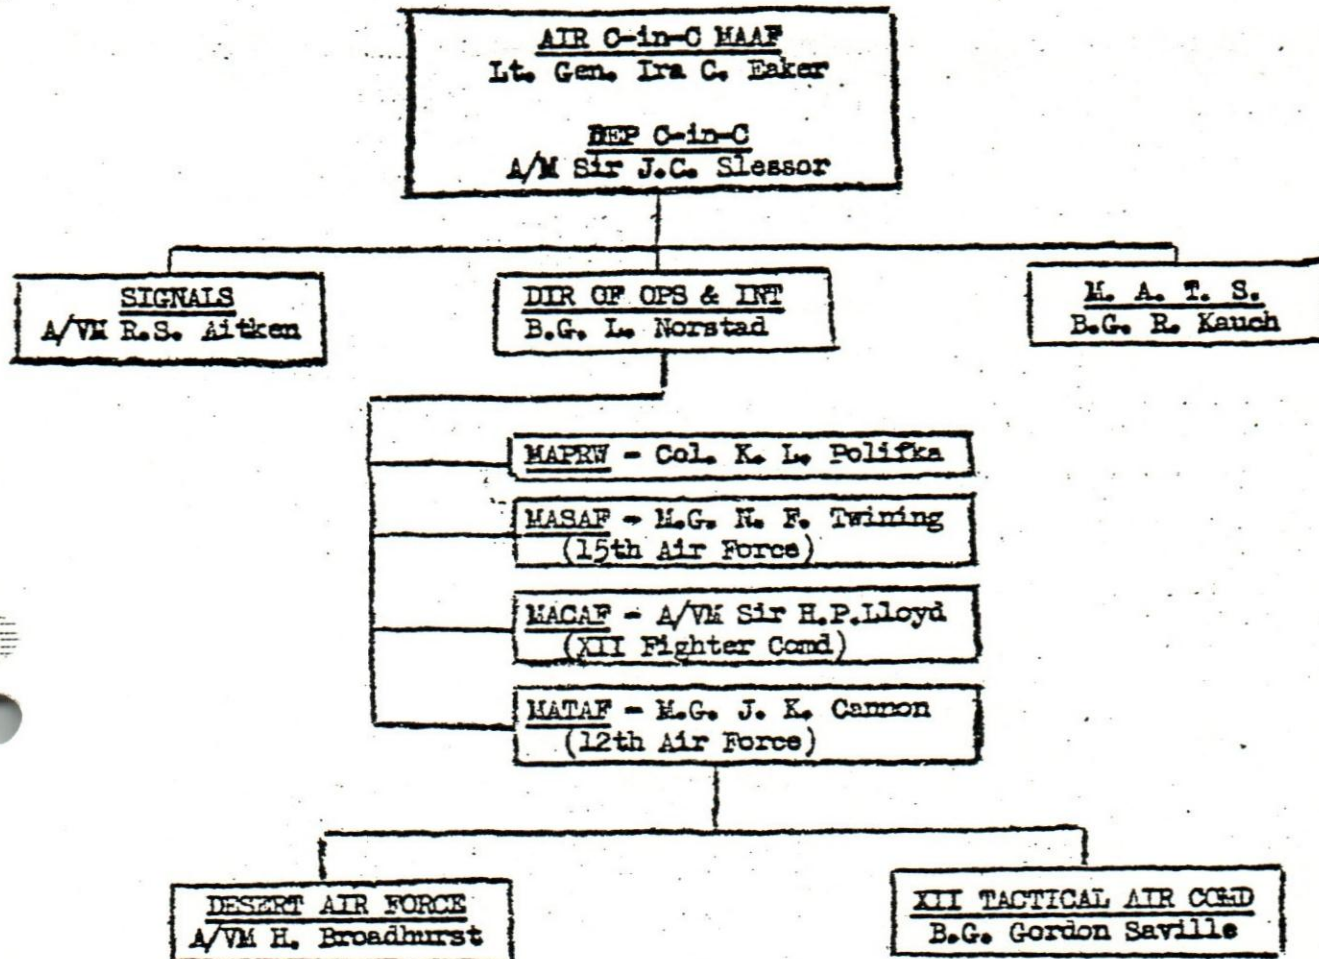 AIR C-in-C MAAF
Lt. Gen. Ira C. Eaker
DEP C-in-C
A/M Sir J.C. Slessor
SIGNALS
A/VM R.S. Aitken
DIR OF OPS & INT
B.G. L. Norstad
M. A. T. S.
B.G. R. Kauch
MAPRW - Col. K. L. Polifka
MASAF - M.G. N. F. Twining
(15th Air Force)
MACAF - A/VM Sir H.P.Lloyd
(XII Fighter Comd)
MATAF - M.G. J. K. Cannon
(12th Air Force)
DESERT AIR FORCE
A/VM H. Broadhurst
XII TACTICAL AIR COMD
B.G. Gordon Saville